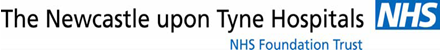 The Newcastle upon Tyne Hospitals NHS
NHS Foundation Trust